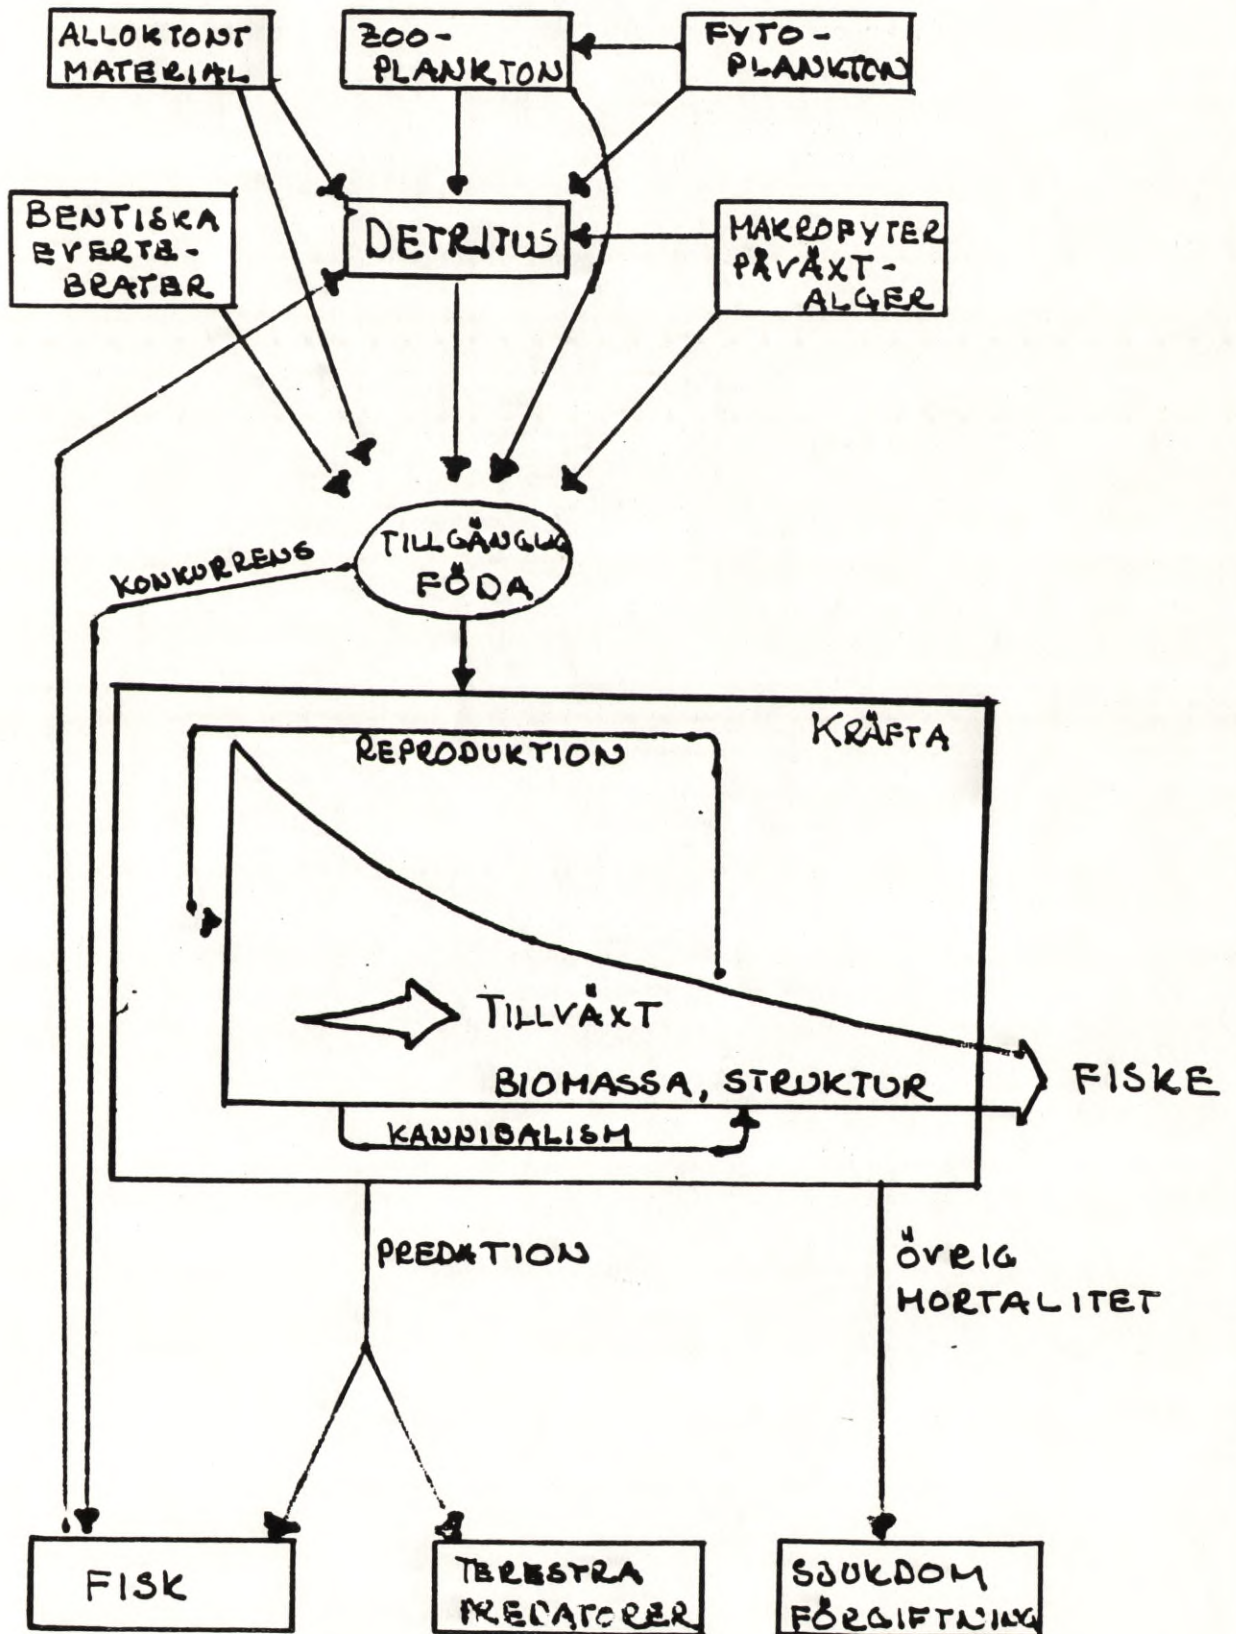 ALLOKTONT
MATERIAL
ZOO-
PLANKTON
FYTO-
PLANKTON
BENTISKA
EVERTE-
BRATER
DETRITUS
MAKROFYTER
PÅVÄXT-
ALGER
TILLGÄNGLIG
FÖDA
KONKURRENS
KRÄFTA
REPRODUKTION
TILLVÄXT
BIOMASSA, STRUKTUR
FISKE
KANNIBALISM
PREDATION
ÖVRIG
MORTALITET
FISK
TERESTRA
PREDATORER
SJUKDOM
FÖRGIFTNING